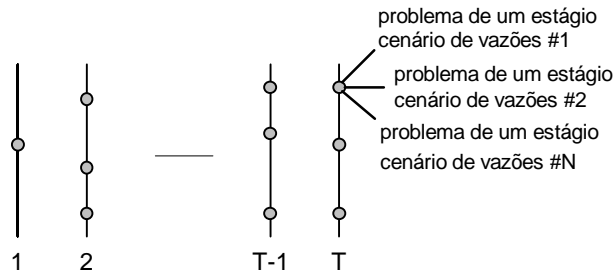 problema de um estágio
cenário de vazões #1
problema de um estágio
cenário de vazões #2
problema de um estágio
cenário de vazões #N
1 2 T-1 T